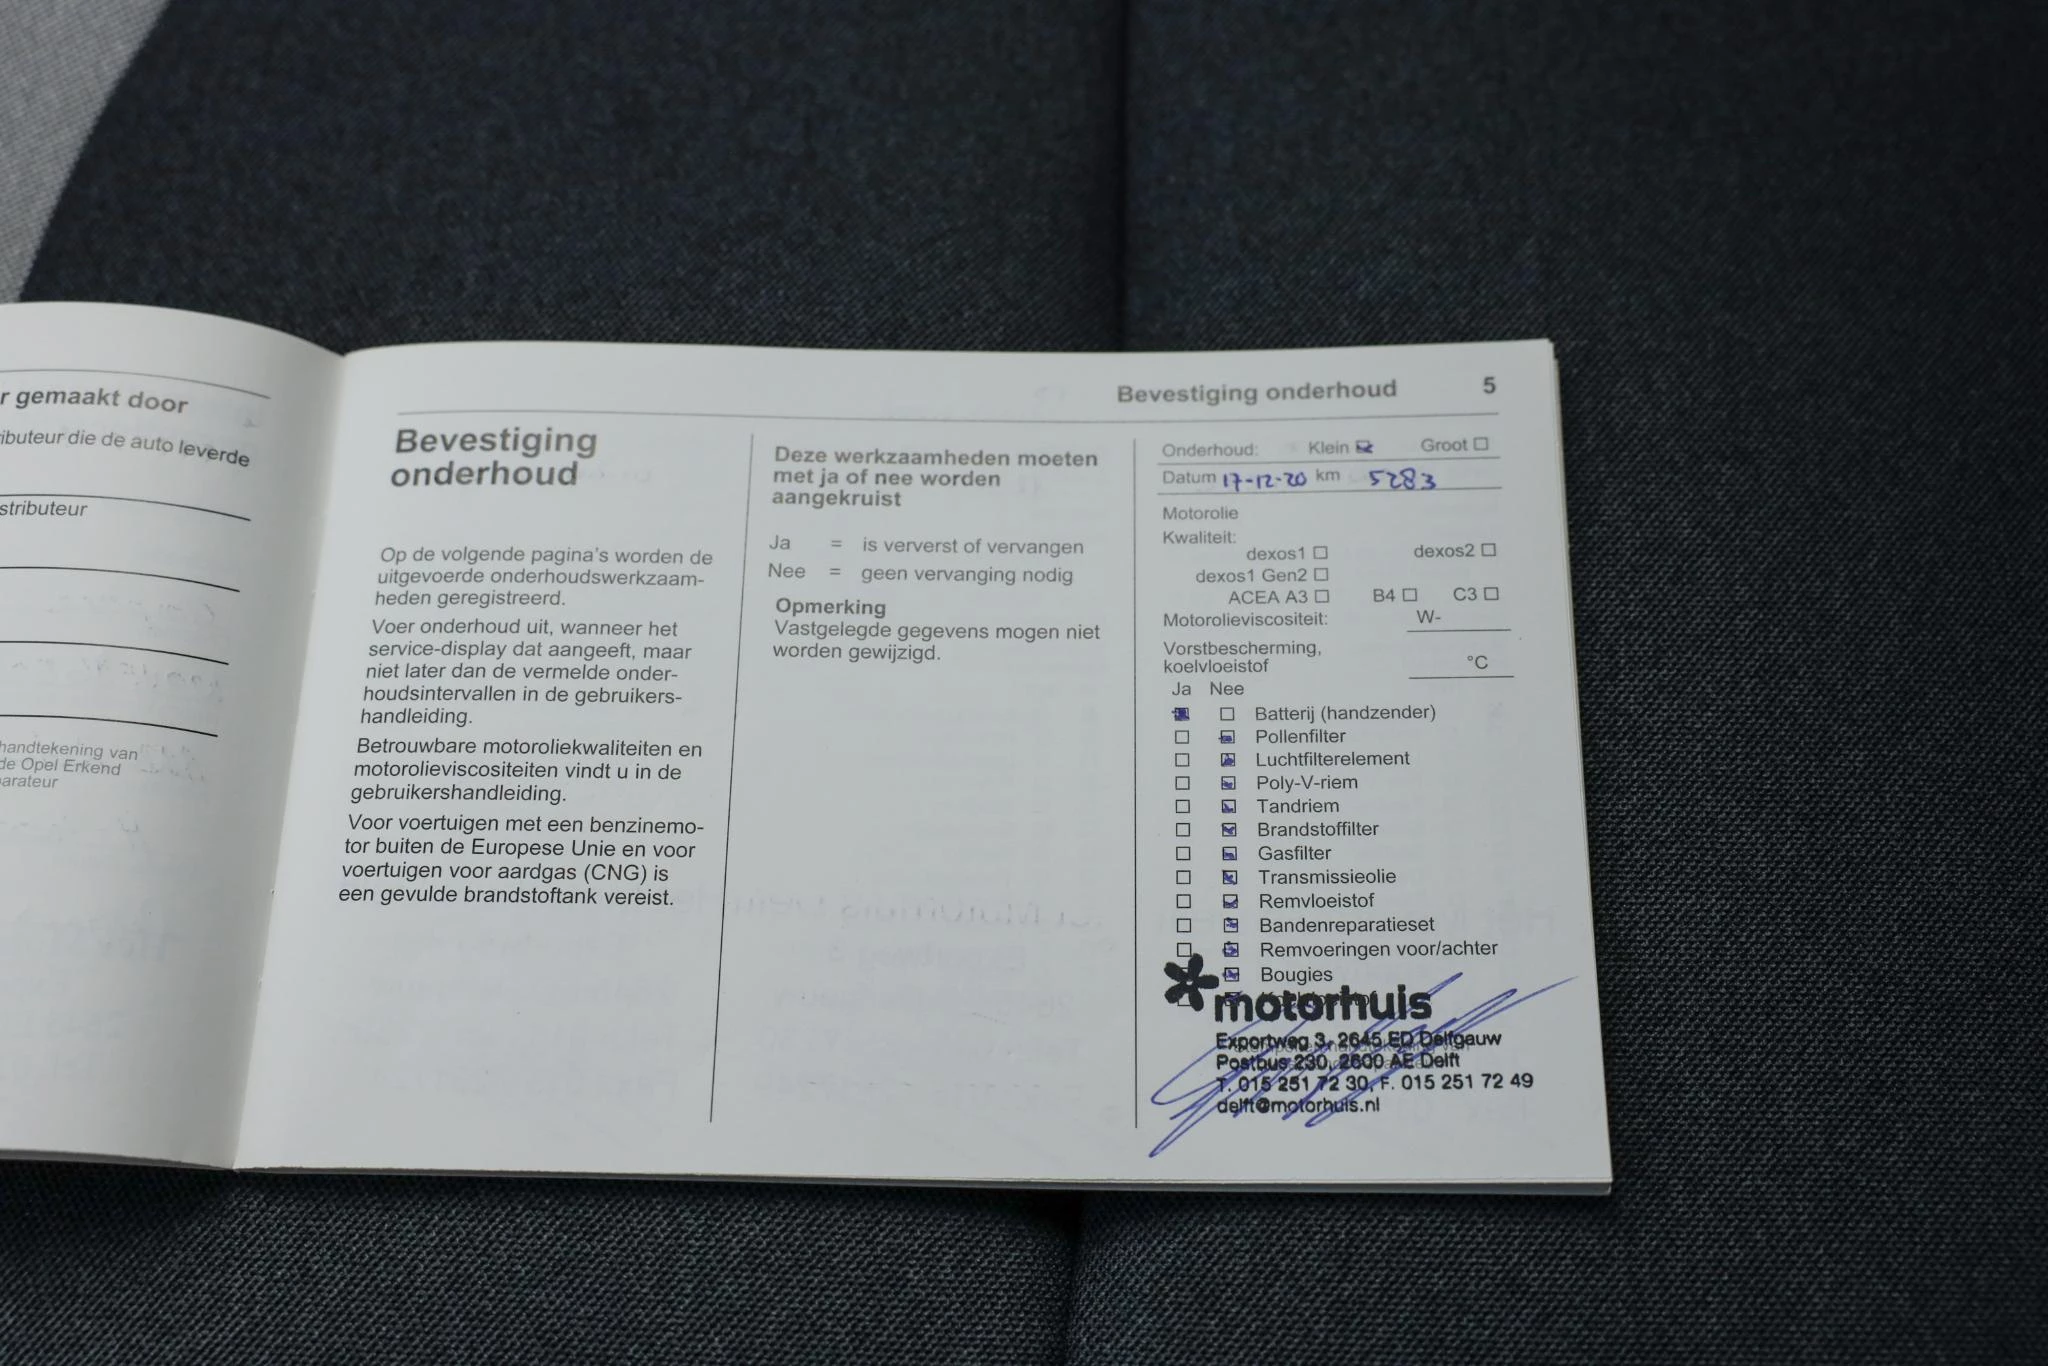 r gemaakt door
ibuteur die de auto leverde
stributeur
handtekening van
de Opel Erkend
parateur
Bevestiging onderhoud 5
Bevestiging
onderhoud
Op de volgende pagina's worden de
uitgevoerde onderhoudswerkzaam-
heden geregistreerd.
Voer onderhoud uit, wanneer het
service-display dat aangeeft, maar
niet later dan de vermelde onder-
houdsintervallen in de gebruikers-
handleiding.
Betrouwbare motoroliekwaliteiten en
motorolieviscositeiten vindt u in de
gebruikershandleiding.
Voor voertuigen met een benzinemo-
tor buiten de Europese Unie en voor
voertuigen voor aardgas (CNG) is
een gevulde brandstoftank vereist.
Deze werkzaamheden moeten
met ja of nee worden
aangekruist
Ja = is ververst of vervangen
Nee = geen vervanging nodig
Opmerking
Vastgelegde gegevens mogen niet
worden gewijzigd.
Onderhoud: Klein Groot
Datum 17-12-20 km 5283
Motorolie
Kwaliteit:
dexos1 dexos2
dexos1 Gen2
ACEA A3 B4 C3
Motorolieviscositeit: W-
Vorstbescherming,
koelvloeistof °C
Ja Nee
Batterij (handzender)
Pollenfilter
Luchtfilterelement
Poly-V-riem
Tandriem
Brandstoffilter
Gasfilter
Transmissieolie
Remvloeistof
Bandenreparatieset
Remvoeringen voor/achter
Bougies
motorhuis
Exportweg 3, 2645 ED Delfgauw
Postbus 230, 2600 AE Delft
T. 015 251 72 30, F. 015 251 72 49
delft@motorhuis.nl